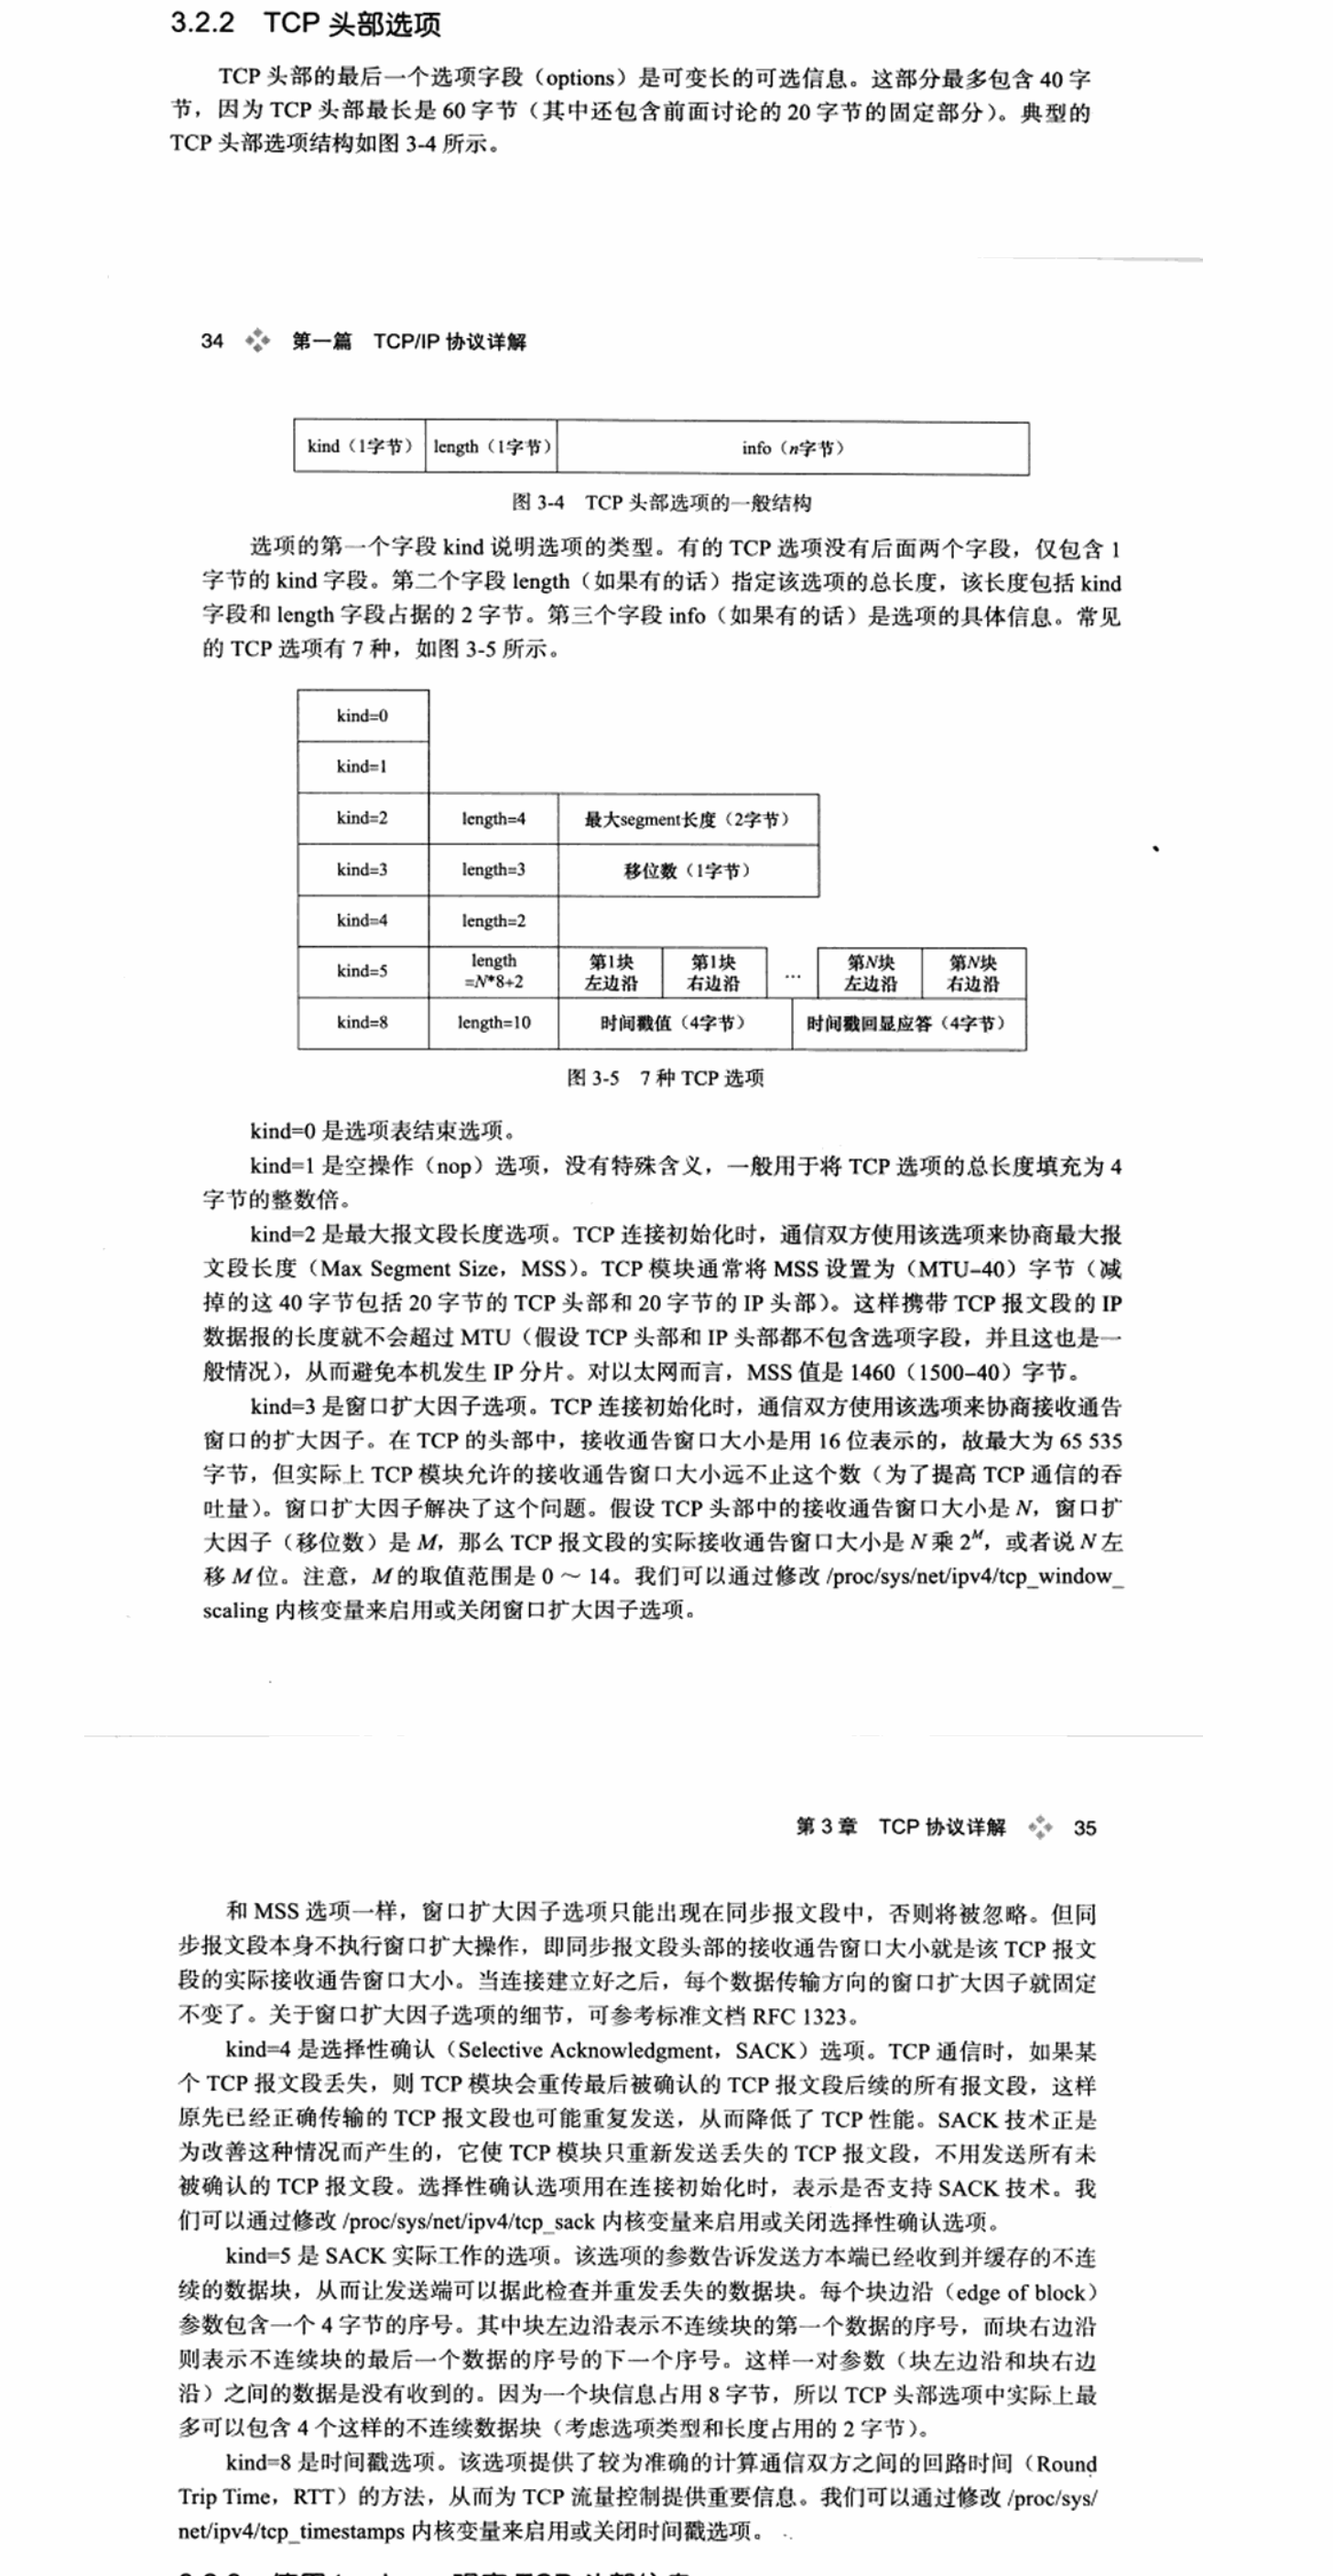 3.2.2 TCP 头部选项
TCP 头部的最后一个选项字段（options）是可变长的可选信息。这部分最多包含 40 字
节，因为 TCP 头部最长是 60 字节（其中还包含前面讨论的 20 字节的固定部分）。典型的
TCP 头部选项结构如图 3-4 所示。
34 第一篇 TCP/IP 协议详解
kind（1字节） length（1字节） info（n字节）
图 3-4 TCP 头部选项的一般结构
选项的第一个字段 kind 说明选项的类型。有的 TCP 选项没有后面两个字段，仅包含 1
字节的 kind 字段。第二个字段 length（如果有的话）指定该选项的总长度，该长度包括 kind
字段和 length 字段占据的 2 字节。第三个字段 info（如果有的话）是选项的具体信息。常见
的 TCP 选项有 7 种，如图 3-5 所示。
kind=0
kind=1
kind=2 length=4 最大segment长度（2字节）
kind=3 length=3 移位数（1字节）
kind=4 length=2
kind=5 length =N*8+2 第1块左边沿 第1块右边沿 … 第N块左边沿 第N块右边沿
kind=8 length=10 时间戳值（4字节） 时间戳回显应答（4字节）
图 3-5 7 种 TCP 选项
kind=0 是选项表结束选项。
kind=1 是空操作（nop）选项，没有特殊含义，一般用于将 TCP 选项的总长度填充为 4
字节的整数倍。
kind=2 是最大报文段长度选项。TCP 连接初始化时，通信双方使用该选项来协商最大报
文段长度（Max Segment Size，MSS）。TCP 模块通常将 MSS 设置为（MTU–40）字节（减
掉的这 40 字节包括 20 字节的 TCP 头部和 20 字节的 IP 头部）。这样携带 TCP 报文段的 IP
数据报的长度就不会超过 MTU（假设 TCP 头部和 IP 头部都不包含选项字段，并且这也是一
般情况），从而避免本机发生 IP 分片。对以太网而言，MSS 值是 1460（1500–40）字节。
kind=3 是窗口扩大因子选项。TCP 连接初始化时，通信双方使用该选项来协商接收通告
窗口的扩大因子。在 TCP 的头部中，接收通告窗口大小是用 16 位表示的，故最大为 65 535
字节，但实际上 TCP 模块允许的接收通告窗口大小远不止这个数（为了提高 TCP 通信的吞
吐量）。窗口扩大因子解决了这个问题。假设 TCP 头部中的接收通告窗口大小是 N，窗口扩
大因子（移位数）是 M，那么 TCP 报文段的实际接收通告窗口大小是 N 乘 2ᴹ，或者说 N 左
移 M 位。注意，M 的取值范围是 0 ～ 14。我们可以通过修改 /proc/sys/net/ipv4/tcp_window_
scaling 内核变量来启用或关闭窗口扩大因子选项。
第 3 章 TCP 协议详解 35
和 MSS 选项一样，窗口扩大因子选项只能出现在同步报文段中，否则将被忽略。但同
步报文段本身不执行窗口扩大操作，即同步报文段头部的接收通告窗口大小就是该 TCP 报文
段的实际接收通告窗口大小。当连接建立好之后，每个数据传输方向的窗口扩大因子就固定
不变了。关于窗口扩大因子选项的细节，可参考标准文档 RFC 1323。
kind=4 是选择性确认（Selective Acknowledgment，SACK）选项。TCP 通信时，如果某
个 TCP 报文段丢失，则 TCP 模块会重传最后被确认的 TCP 报文段后续的所有报文段，这样
原先已经正确传输的 TCP 报文段也可能重复发送，从而降低了 TCP 性能。SACK 技术正是
为改善这种情况而产生的，它使 TCP 模块只重新发送丢失的 TCP 报文段，不用发送所有未
被确认的 TCP 报文段。选择性确认选项用在连接初始化时，表示是否支持 SACK 技术。我
们可以通过修改 /proc/sys/net/ipv4/tcp_sack 内核变量来启用或关闭选择性确认选项。
kind=5 是 SACK 实际工作的选项。该选项的参数告诉发送方本端已经收到并缓存的不连
续的数据块，从而让发送端可以据此检查并重发丢失的数据块。每个块边沿（edge of block）
参数包含一个 4 字节的序号。其中块左边沿表示不连续块的第一个数据的序号，而块右边沿
则表示不连续块的最后一个数据的序号的下一个序号。这样一对参数（块左边沿和块右边
沿）之间的数据是没有收到的。因为一个块信息占用 8 字节，所以 TCP 头部选项中实际上最
多可以包含 4 个这样的不连续数据块（考虑选项类型和长度占用的 2 字节）。
kind=8 是时间戳选项。该选项提供了较为准确的计算通信双方之间的回路时间（Round
Trip Time，RTT）的方法，从而为 TCP 流量控制提供重要信息。我们可以通过修改 /proc/sys/
net/ipv4/tcp_timestamps 内核变量来启用或关闭时间戳选项。